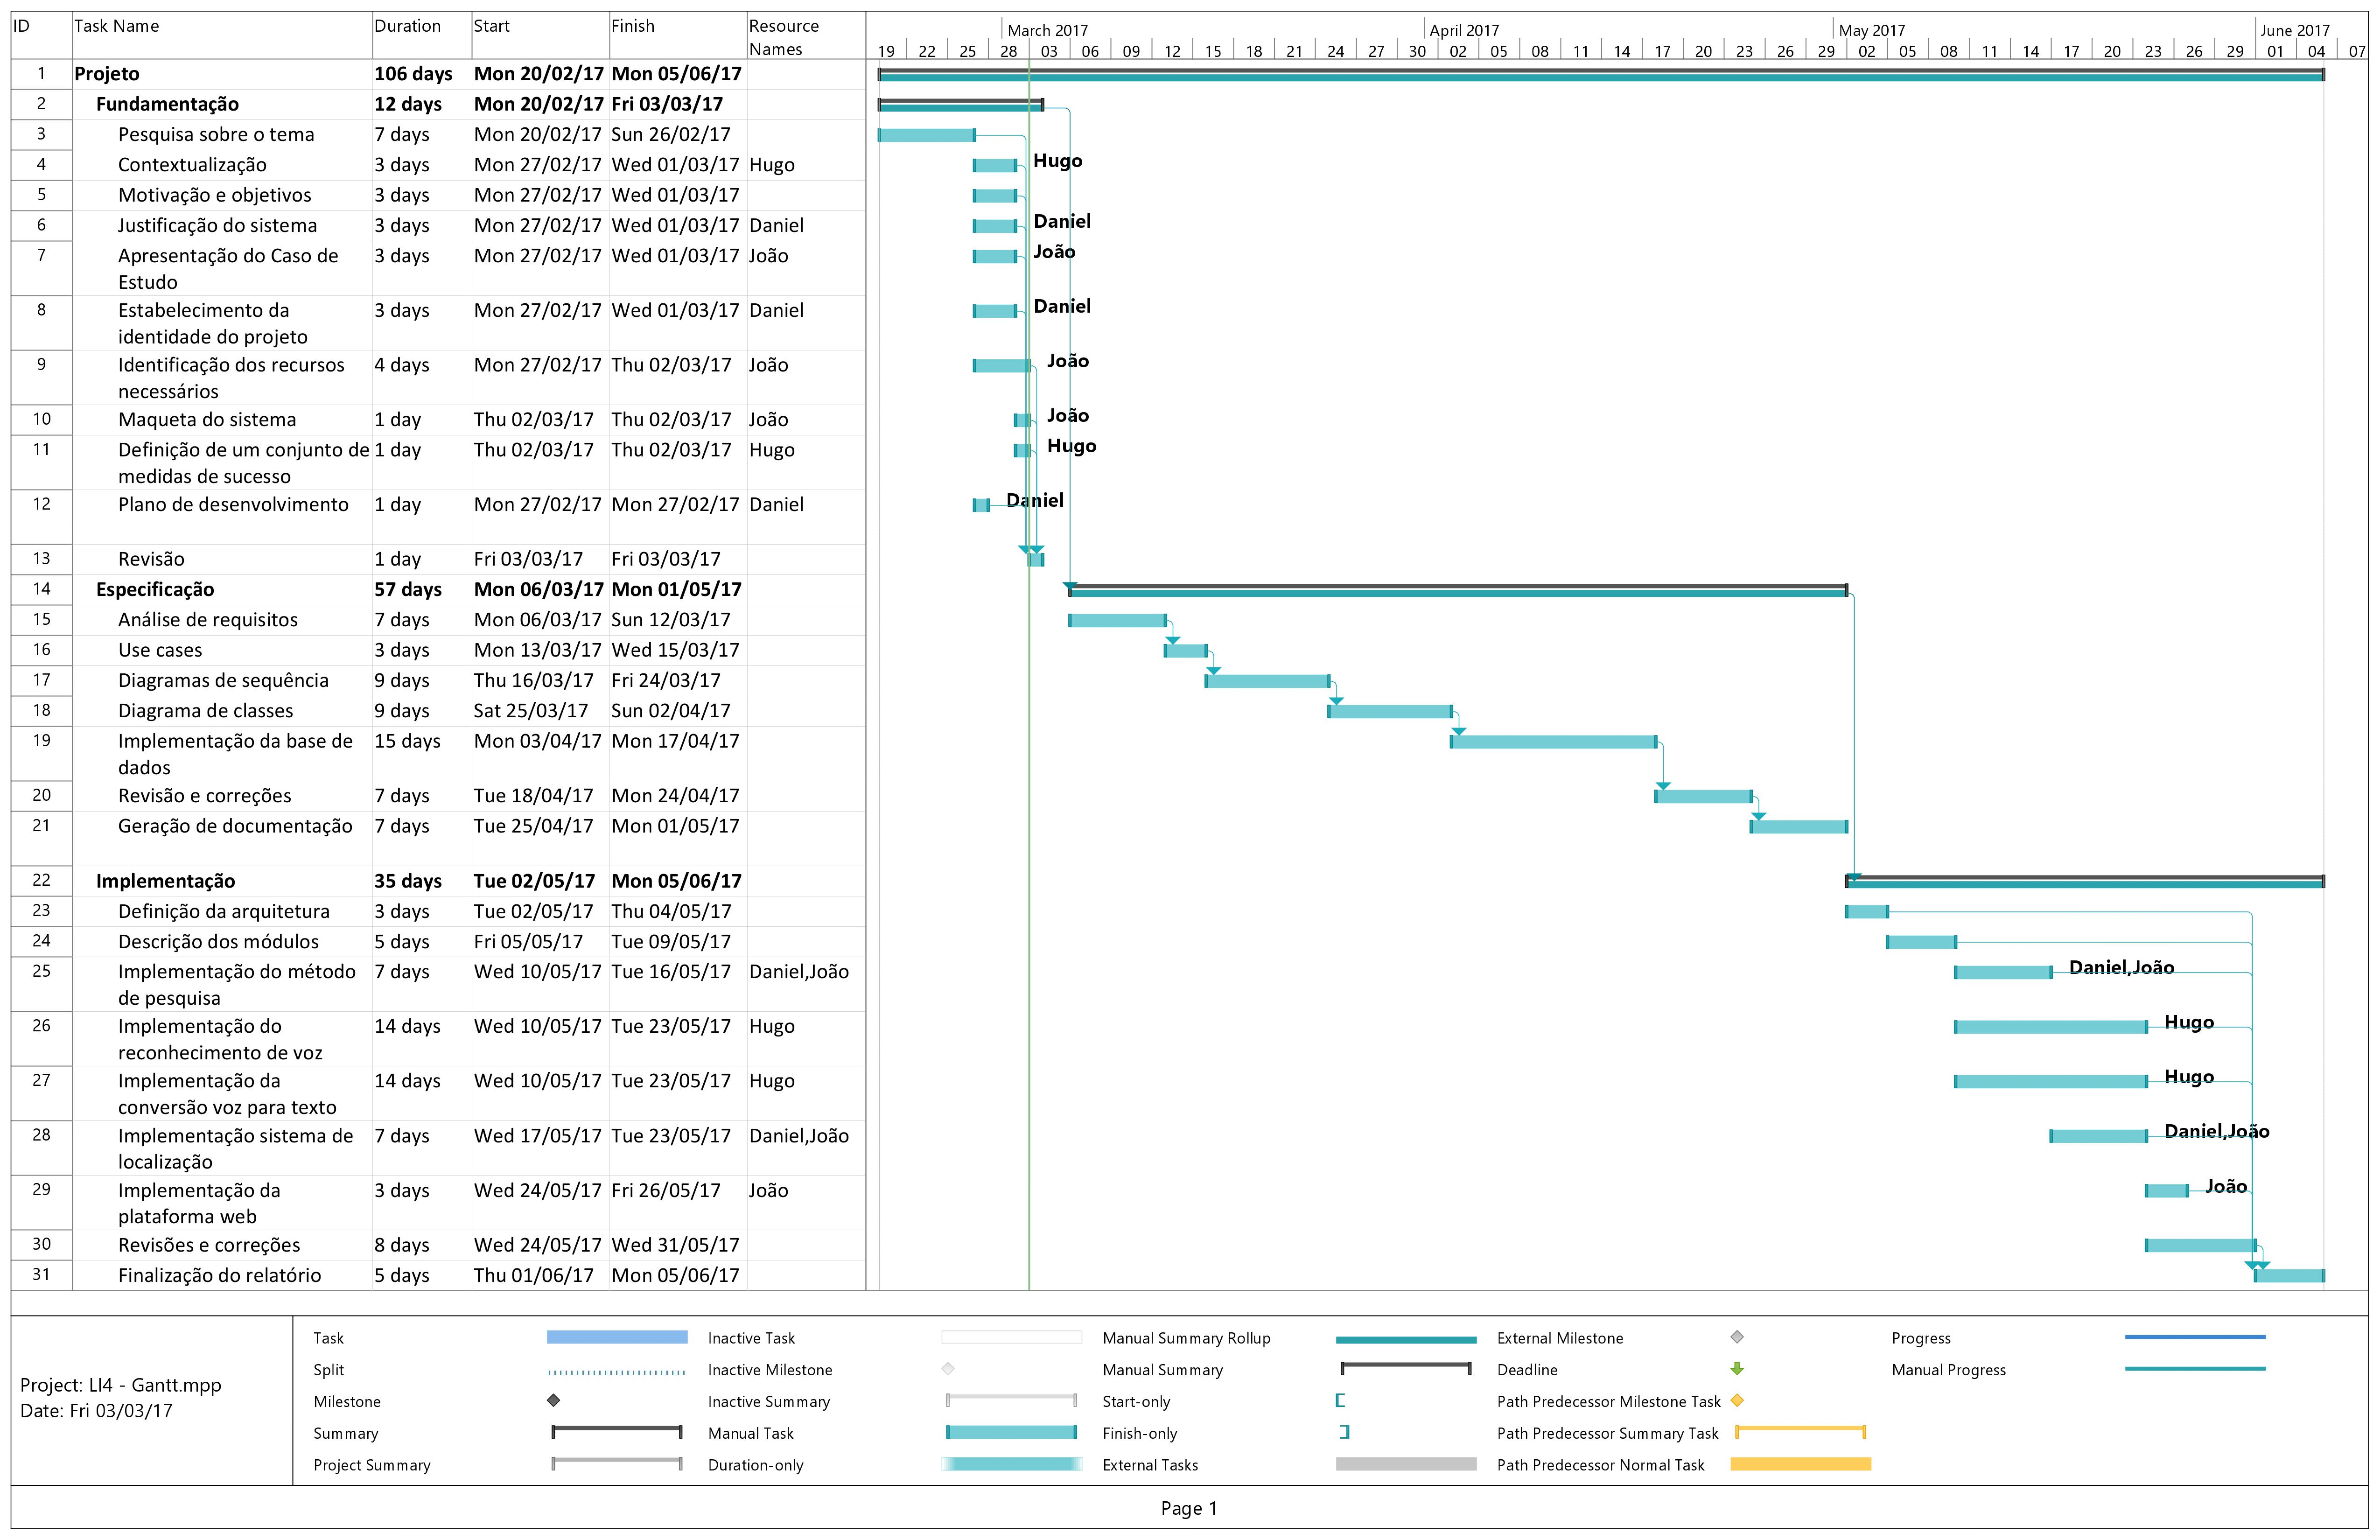 ID Task Name Duration Start Finish Resource Names
March 2017 April 2017 May 2017 June 2017
19 22 25 28 03 06 09 12 15 18 21 24 27 30 02 05 08 11 14 17 20 23 26 29 02 05 08 11 14 17 20 23 26 29 01 04 07
1 Projeto 106 days Mon 20/02/17 Mon 05/06/17
2 Fundamentação 12 days Mon 20/02/17 Fri 03/03/17
3 Pesquisa sobre o tema 7 days Mon 20/02/17 Sun 26/02/17
4 Contextualização 3 days Mon 27/02/17 Wed 01/03/17 Hugo Hugo
5 Motivação e objetivos 3 days Mon 27/02/17 Wed 01/03/17
6 Justificação do sistema 3 days Mon 27/02/17 Wed 01/03/17 Daniel Daniel
7 Apresentação do Caso de 3 days Mon 27/02/17 Wed 01/03/17 João João
Estudo
8 Estabelecimento da 3 days Mon 27/02/17 Wed 01/03/17 Daniel Daniel
identidade do projeto
9 Identificação dos recursos 4 days Mon 27/02/17 Thu 02/03/17 João João
necessários
10 Maqueta do sistema 1 day Thu 02/03/17 Thu 02/03/17 João João
11 Definição de um conjunto de 1 day Thu 02/03/17 Thu 02/03/17 Hugo Hugo
medidas de sucesso
12 Plano de desenvolvimento 1 day Mon 27/02/17 Mon 27/02/17 Daniel Daniel
13 Revisão 1 day Fri 03/03/17 Fri 03/03/17
14 Especificação 57 days Mon 06/03/17 Mon 01/05/17
15 Análise de requisitos 7 days Mon 06/03/17 Sun 12/03/17
16 Use cases 3 days Mon 13/03/17 Wed 15/03/17
17 Diagramas de sequência 9 days Thu 16/03/17 Fri 24/03/17
18 Diagrama de classes 9 days Sat 25/03/17 Sun 02/04/17
19 Implementação da base de 15 days Mon 03/04/17 Mon 17/04/17
dados
20 Revisão e correções 7 days Tue 18/04/17 Mon 24/04/17
21 Geração de documentação 7 days Tue 25/04/17 Mon 01/05/17
22 Implementação 35 days Tue 02/05/17 Mon 05/06/17
23 Definição da arquitetura 3 days Tue 02/05/17 Thu 04/05/17
24 Descrição dos módulos 5 days Fri 05/05/17 Tue 09/05/17
25 Implementação do método 7 days Wed 10/05/17 Tue 16/05/17 Daniel,João Daniel,João
de pesquisa
26 Implementação do 14 days Wed 10/05/17 Tue 23/05/17 Hugo Hugo
reconhecimento de voz
27 Implementação da 14 days Wed 10/05/17 Tue 23/05/17 Hugo Hugo
conversão voz para texto
28 Implementação sistema de 7 days Wed 17/05/17 Tue 23/05/17 Daniel,João Daniel,João
localização
29 Implementação da 3 days Wed 24/05/17 Fri 26/05/17 João João
plataforma web
30 Revisões e correções 8 days Wed 24/05/17 Wed 31/05/17
31 Finalização do relatório 5 days Thu 01/06/17 Mon 05/06/17
Project: LI4 - Gantt.mpp
Date: Fri 03/03/17
Task Inactive Task Manual Summary Rollup External Milestone Progress
Split Inactive Milestone Manual Summary Deadline Manual Progress
Milestone Inactive Summary Start-only Path Predecessor Milestone Task
Summary Manual Task Finish-only Path Predecessor Summary Task
Project Summary Duration-only External Tasks Path Predecessor Normal Task
Page 1